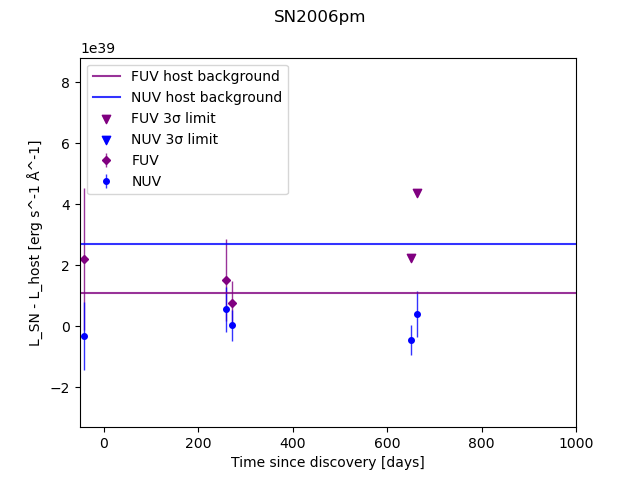 SN2006pm
1e39
FUV host background
NUV host background
FUV 3σ limit
NUV 3σ limit
FUV
NUV
8
6
4
2
0
−2
L_SN - L_host [erg s^-1 Å^-1]
0 200 400 600 800 1000
Time since discovery [days]